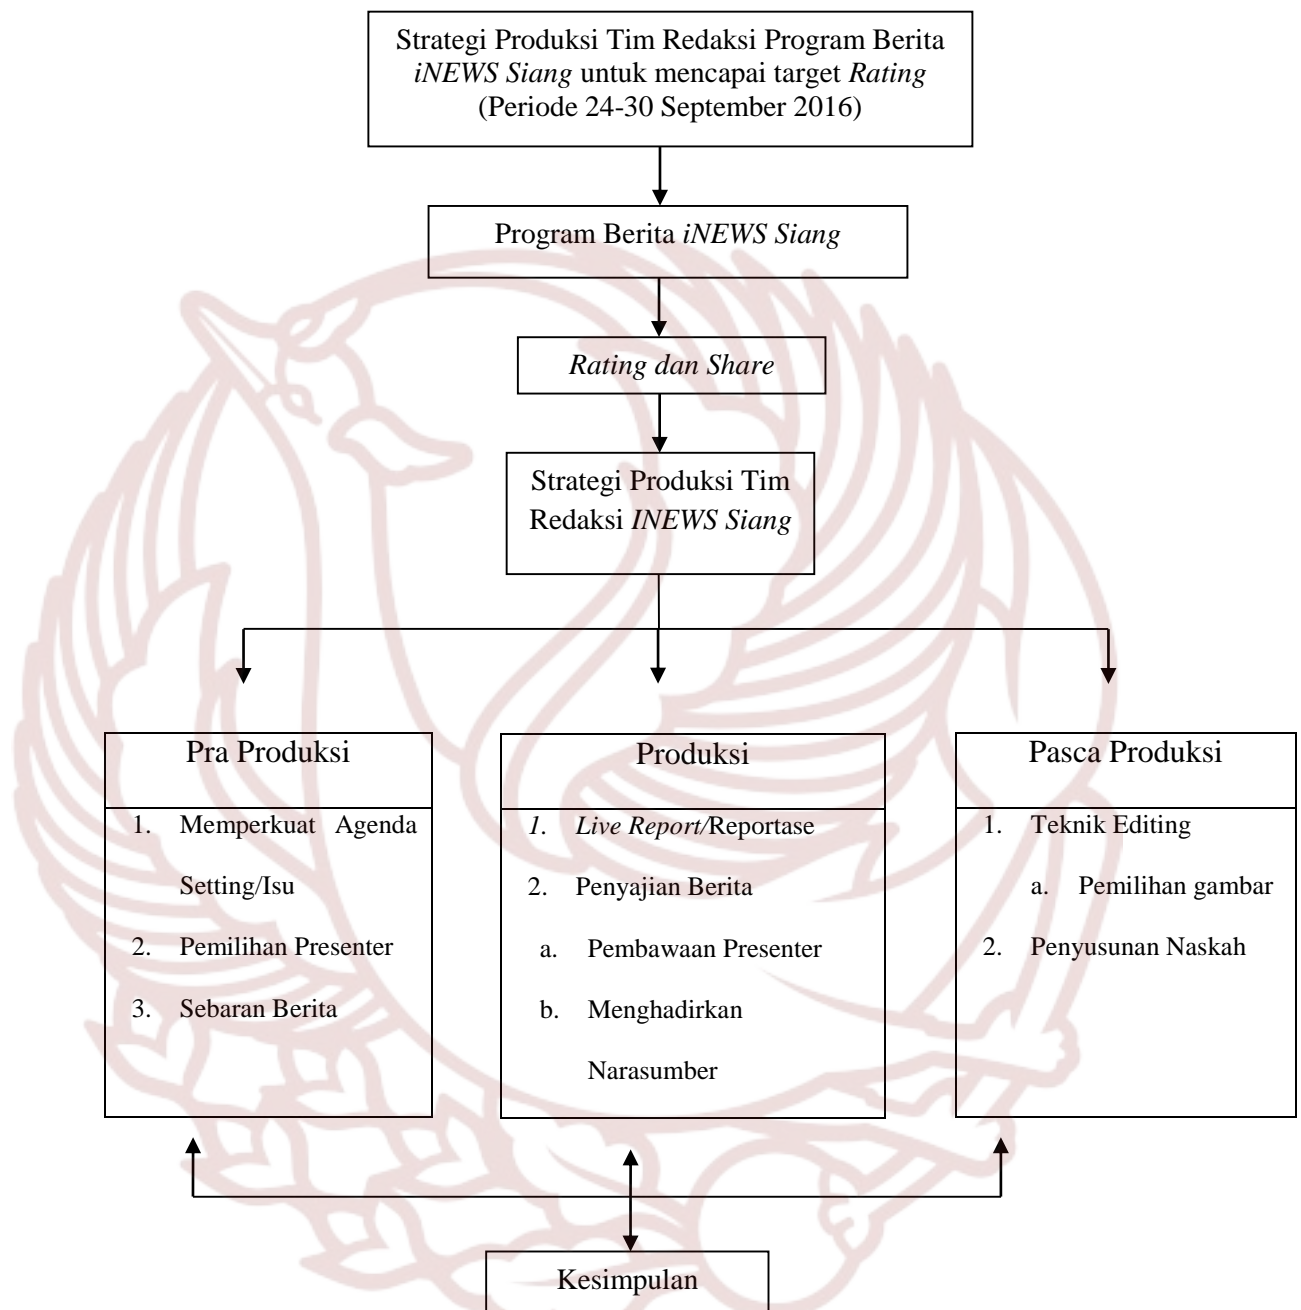 Strategi Produksi Tim Redaksi Program Berita
iNEWS Siang untuk mencapai target Rating
(Periode 24-30 September 2016)
Program Berita iNEWS Siang
Rating dan Share
Strategi Produksi Tim
Redaksi INEWS Siang
Pra Produksi
1. Memperkuat Agenda
Setting/Isu
2. Pemilihan Presenter
3. Sebaran Berita
Produksi
1. Live Report/Reportase
2. Penyajian Berita
a. Pembawaan Presenter
b. Menghadirkan
Narasumber
Pasca Produksi
1. Teknik Editing
a. Pemilihan gambar
2. Penyusunan Naskah
Kesimpulan